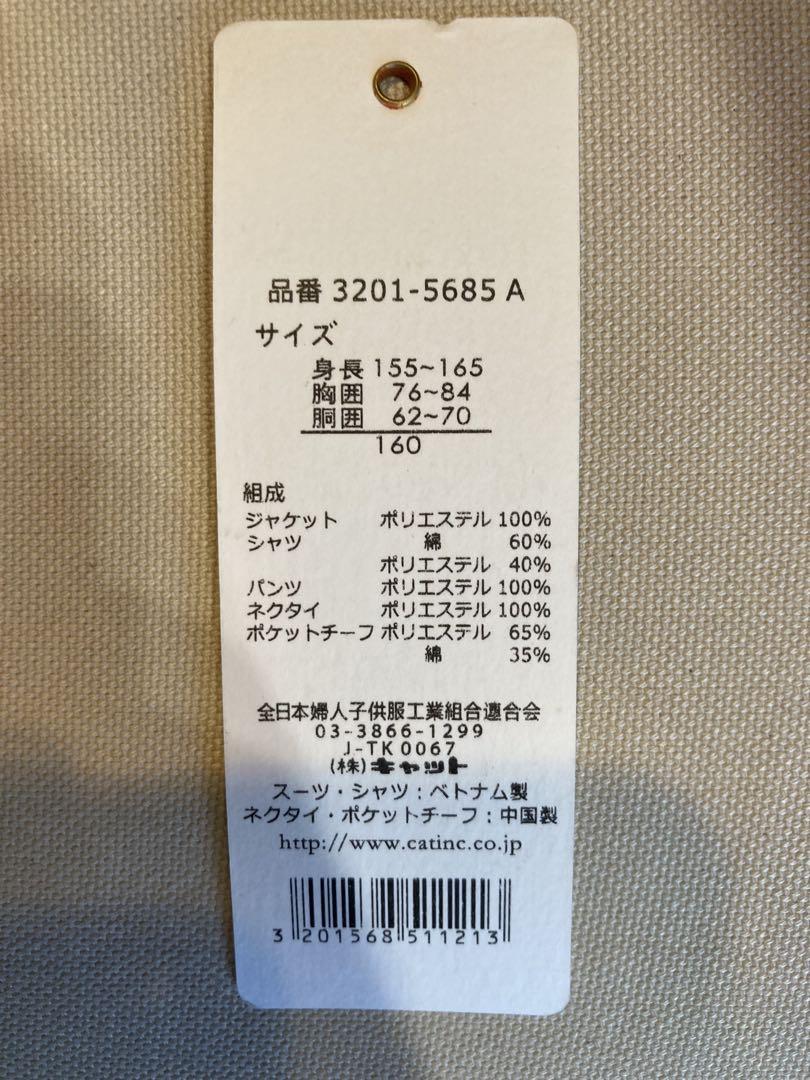 品番 3201-5685 A
サイズ
身長 155~165
胸囲 76~84
胴囲 62~70
160
組成
ジャケット ポリエステル 100%
シャツ 綿 60%
ポリエステル 40%
パンツ ポリエステル 100%
ネクタイ ポリエステル 100%
ポケットチーフ ポリエステル 65%
綿 35%
全日本婦人子供服工業組合連合会
03-3866-1299
J-TK0067
(株)キャット
スーツ・シャツ:ベトナム製
ネクタイ・ポケットチーフ:中国製
http://www.catinc.co.jp
3 201568 511213